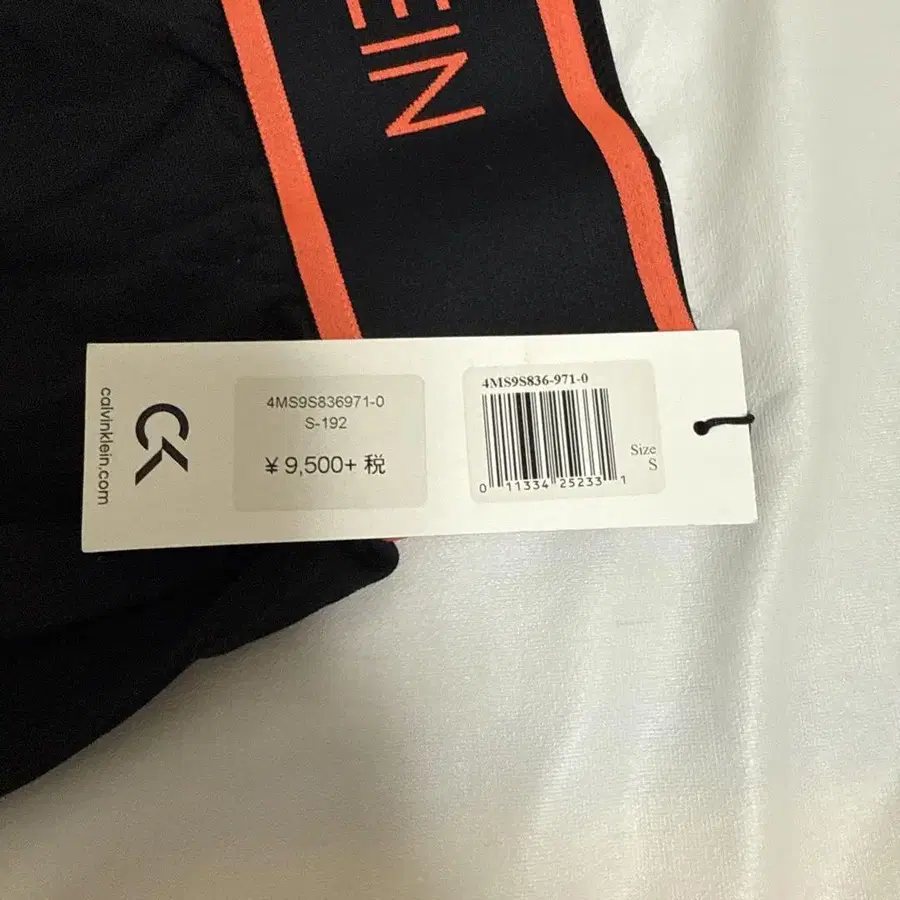 EIN
calvinklein.com
CK
4MS9S836971-0
S-192
¥ 9,500+ 税
4MS9S836-971-0
Size
S
0 11334 25233 1